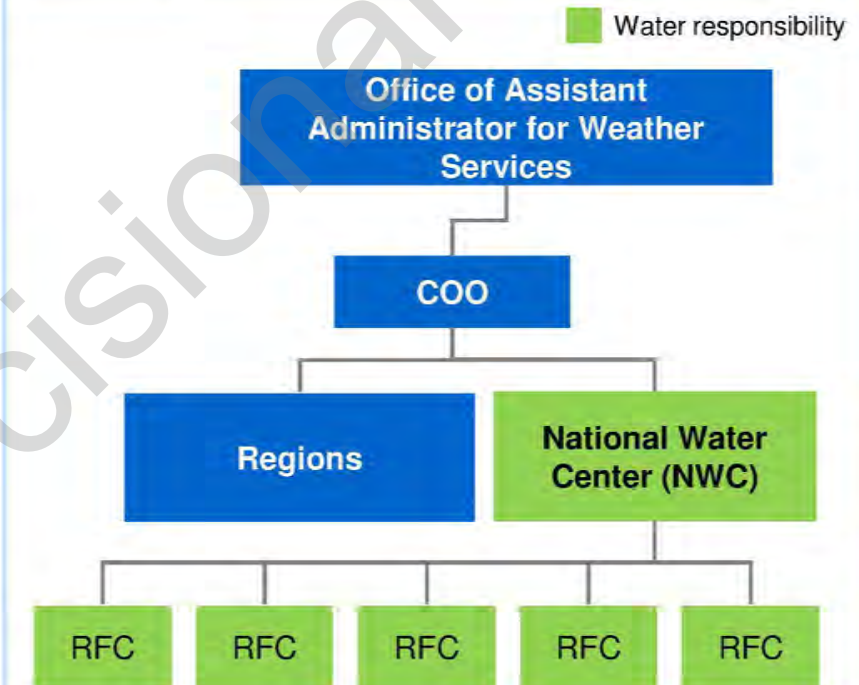 Water responsibility
Office of Assistant
Administrator for Weather
Services
COO
Regions
National Water
Center (NWC)
RFC RFC RFC RFC RFC